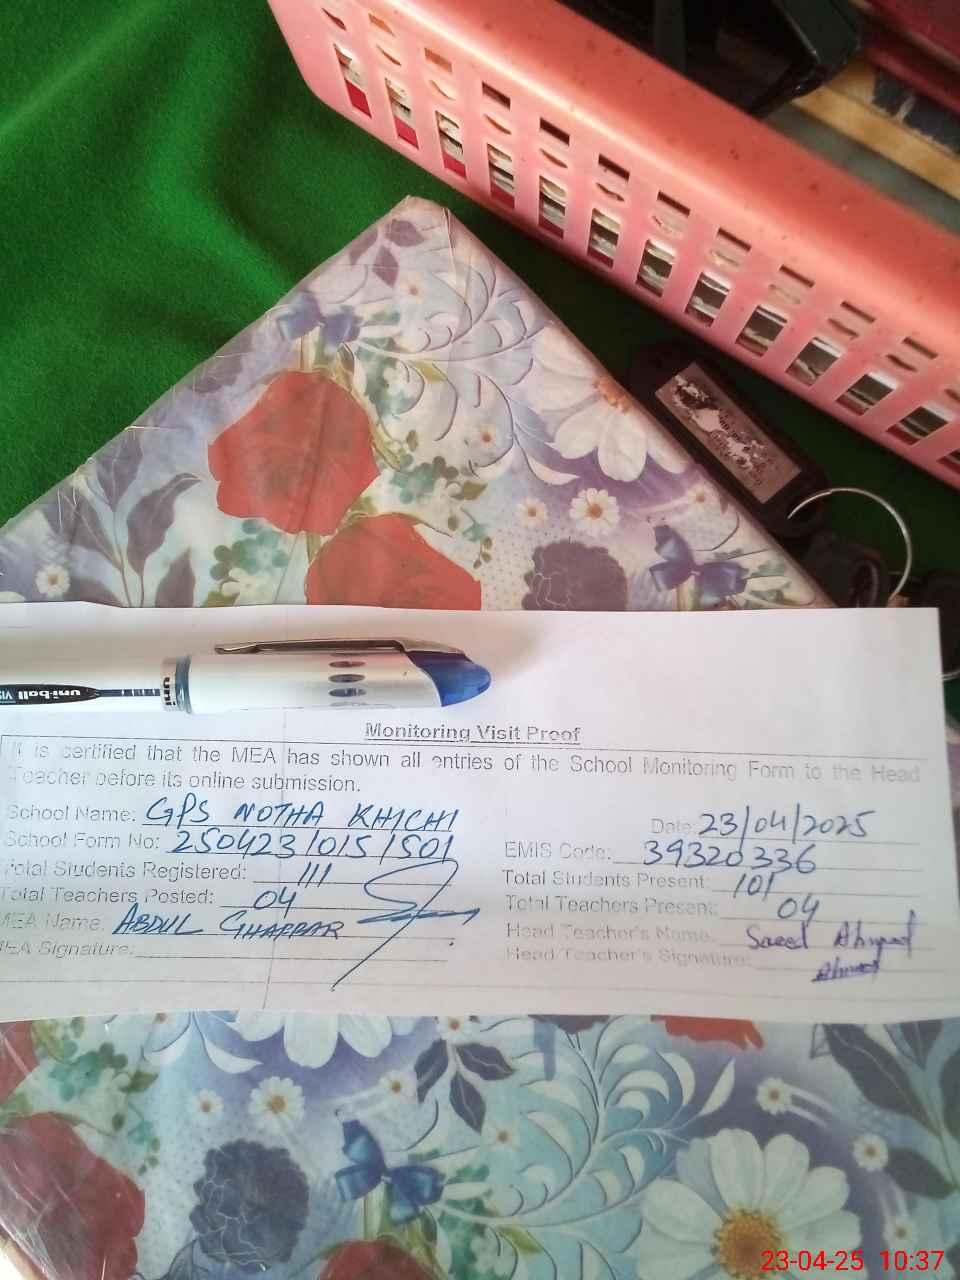 uni-ball
uni
Monitoring Visit Proof
It is certified that the MEA has shown all entries of the School Monitoring Form to the Head
Teacher before its online submission.
School Name: GPS NOTHA KHICHI
Date: 23/04/2025
School Form No: 250423/015/501
EMIS Code: 39320336
Total Students Registered: 111
Total Students Present: 101
Total Teachers Posted: 04
Total Teachers Present: 04
MEA Name: ABDUL GHAFFAR
Head Teacher's Name: Saeed Ahmad
MEA Signature:
Head Teacher's Signature: Ahmad
23-04-25 10:37